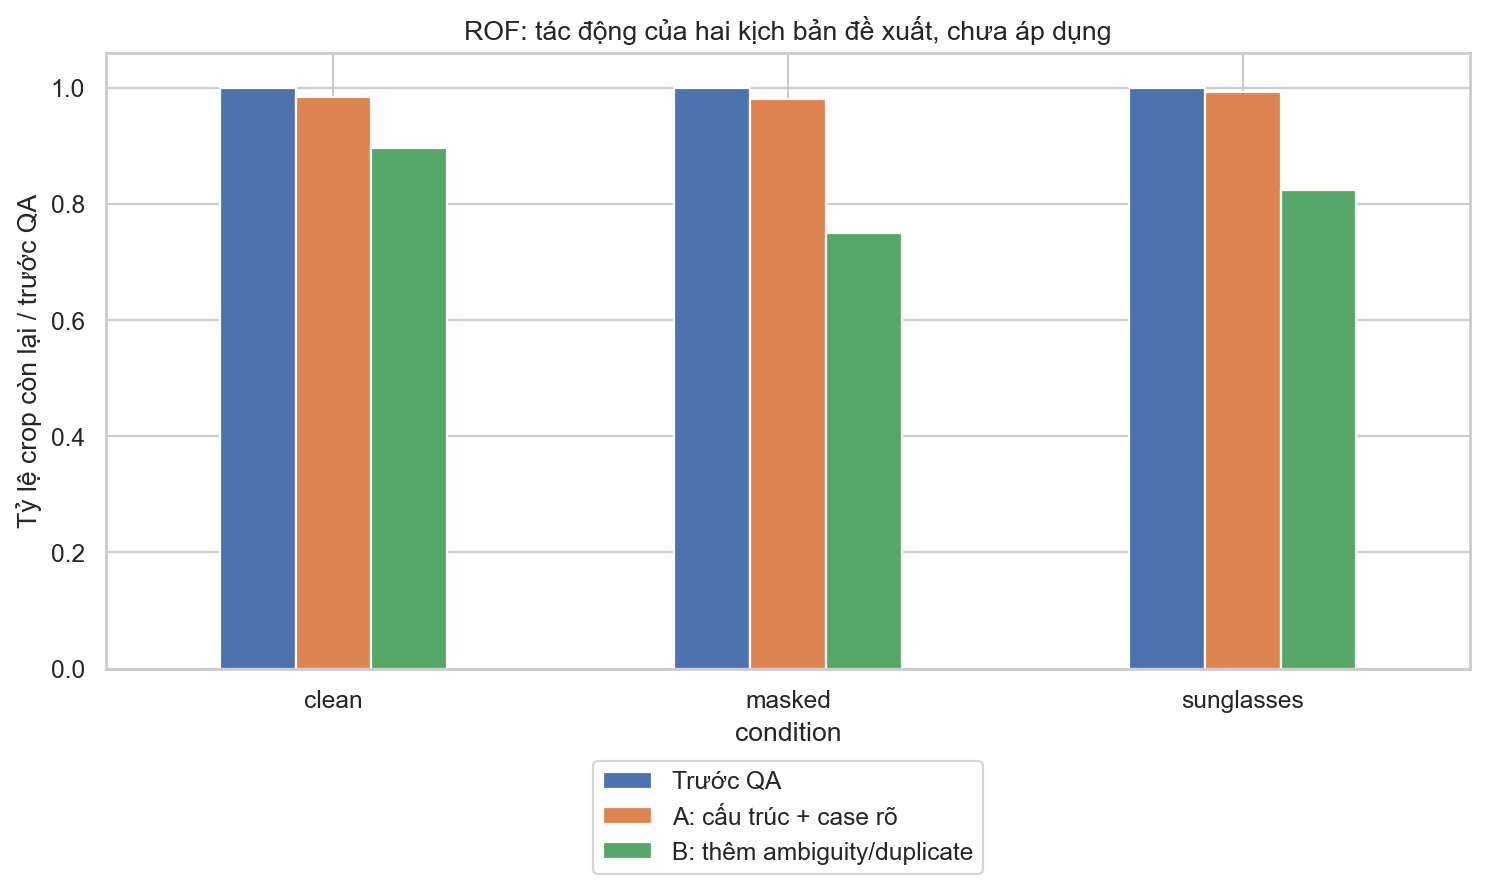 ROF: tác động của hai kịch bản đề xuất, chưa áp dụng
Tỷ lệ crop còn lại / trước QA
1.0
0.8
0.6
0.4
0.2
0.0
clean
masked
sunglasses
condition
Trước QA
A: cấu trúc + case rõ
B: thêm ambiguity/duplicate